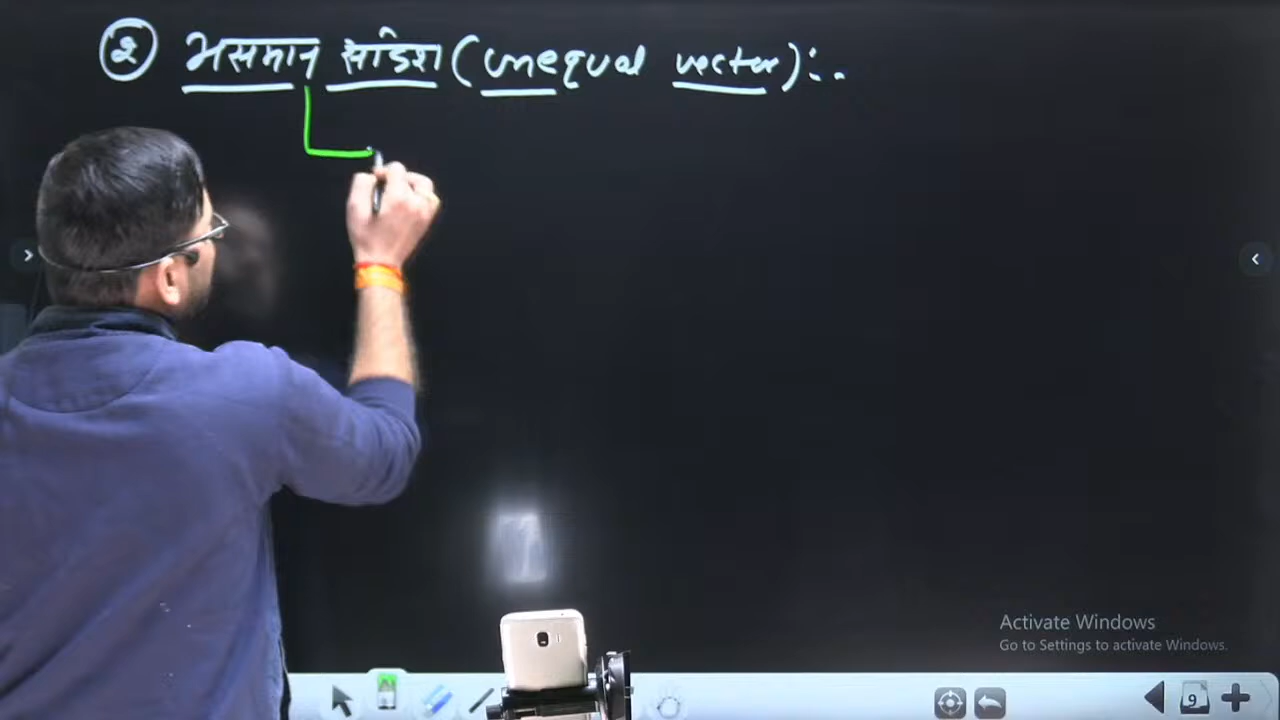 ② असमान सदिश (unequal vector):-
Activate Windows
Go to Settings to activate Windows.
9